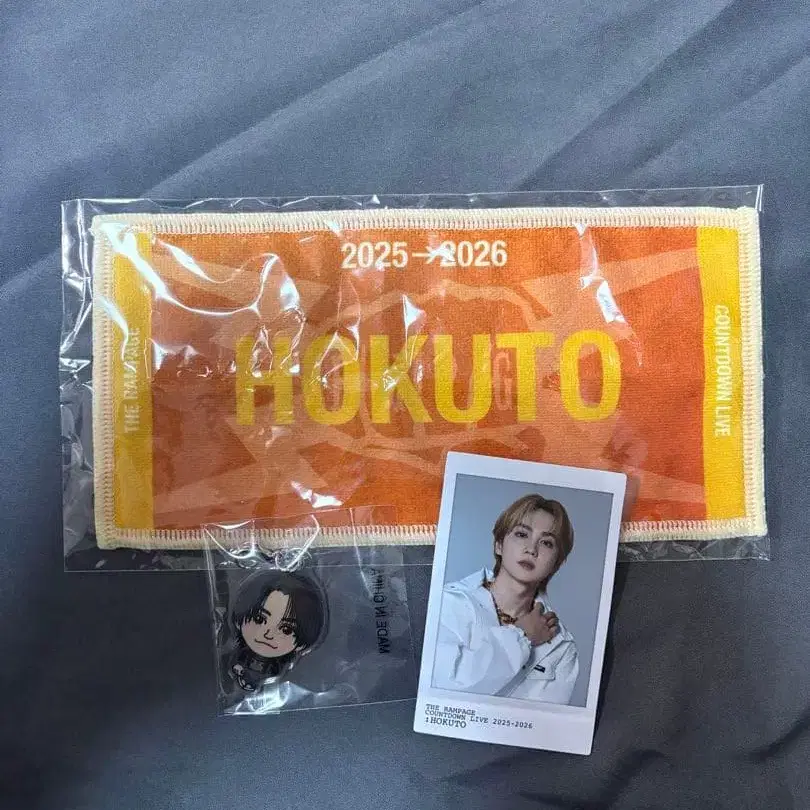 2025→2026
THE RAMPAGE
HOKUTO
COUNTDOWN LIVE
MADE IN CHINA
THE RAMPAGE
COUNTDOWN LIVE 2025-2026
:HOKUTO